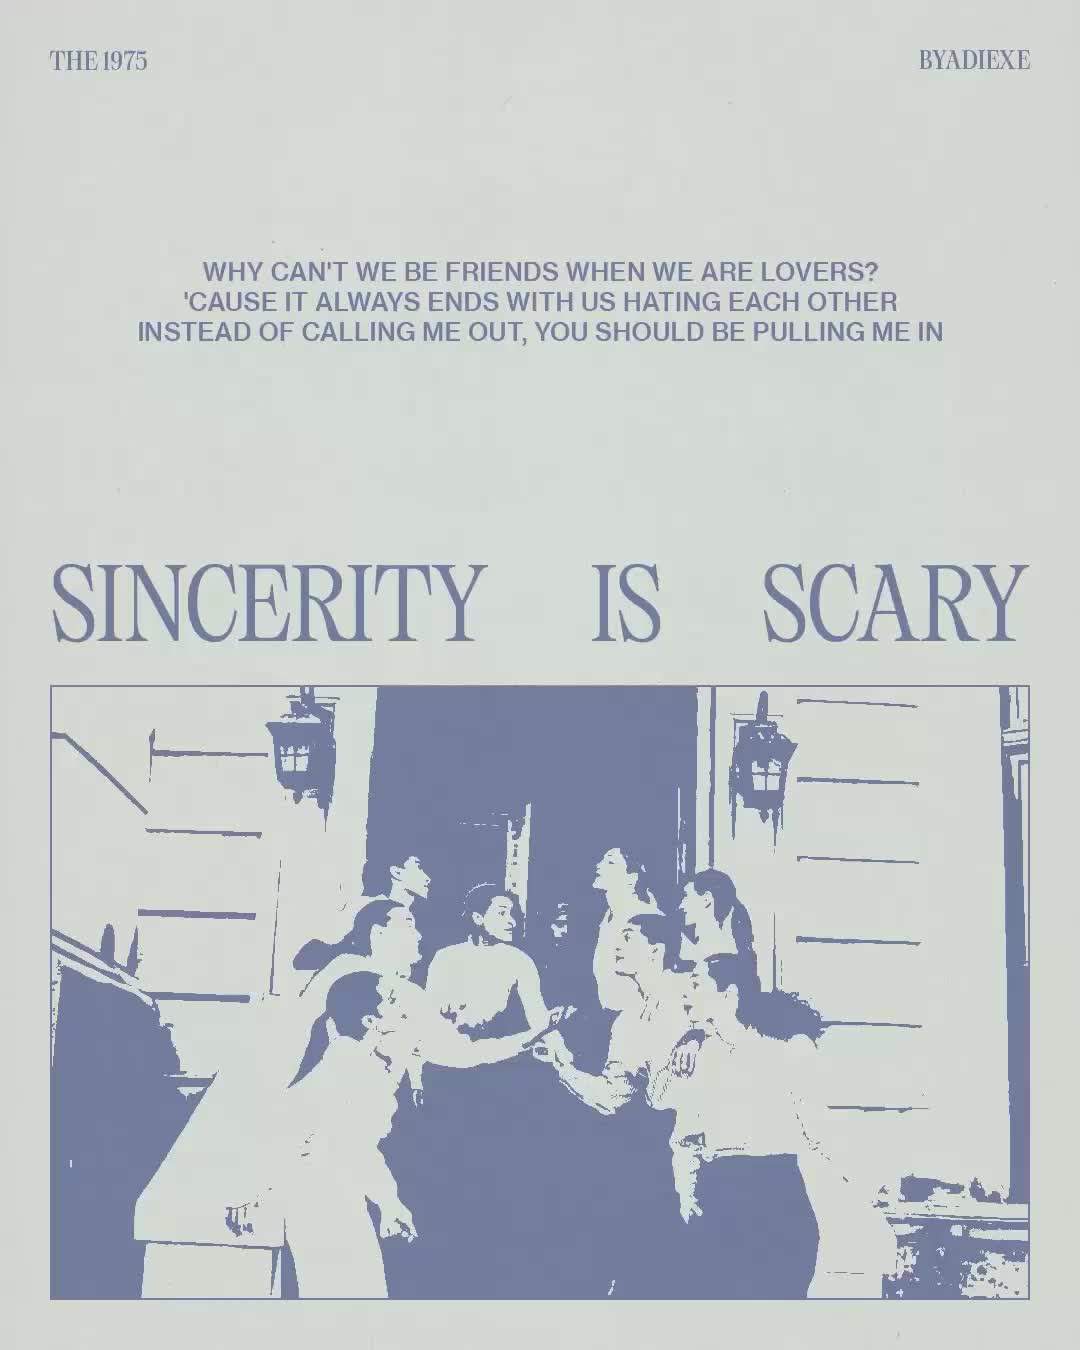 THE 1975
BYADIEXE
WHY CAN'T WE BE FRIENDS WHEN WE ARE LOVERS?
'CAUSE IT ALWAYS ENDS WITH US HATING EACH OTHER
INSTEAD OF CALLING ME OUT, YOU SHOULD BE PULLING ME IN
SINCERITY IS SCARY